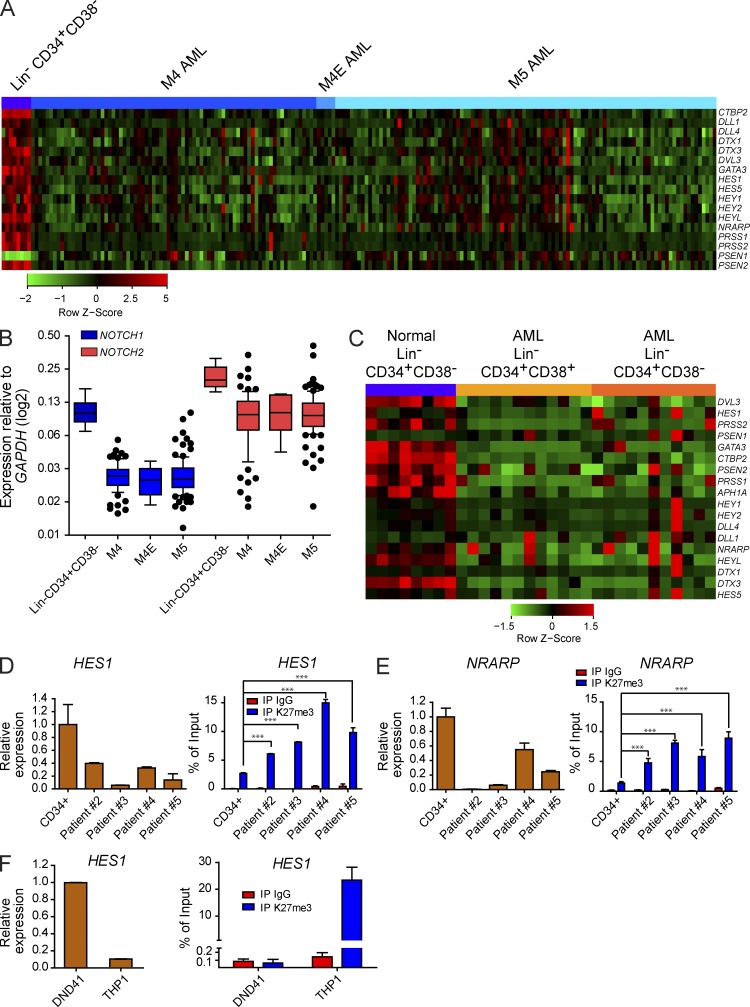 A
Lin- CD34+CD38-
M4 AML
M4E AML
M5 AML
CTBP2
DLL1
DLL4
DTX1
DTX3
DVL3
GATA3
HES1
HES5
HEY1
HEY2
HEYL
NRARP
PRSS1
PRSS2
PSEN1
PSEN2
-2 -1 0 2 5
Row Z-Score
B
NOTCH1
NOTCH2
Expression relative to
GAPDH (log2)
0.50
0.25
0.13
0.06
0.03
0.01
Lin-CD34+CD38-
M4
M4E
M5
Lin-CD34+CD38-
M4
M4E
M5
C
Normal
Lin-
CD34+CD38-
AML
Lin-
CD34+CD38+
AML
Lin-
CD34+CD38-
DVL3
HES1
PRSS2
PSEN1
GATA3
CTBP2
PSEN2
PRSS1
APH1A
HEY1
HEY2
DLL4
DLL1
NRARP
HEYL
DTX1
DTX3
HES5
-1.5 0 1.5
Row Z-Score
D
HES1
Relative
expression
1.4
1.2
1.0
0.8
0.6
0.4
0.2
0.0
CD34+
Patient #2
Patient #3
Patient #4
Patient #5
HES1
IP IgG
IP K27me3
% of Input
15
10
5
0
***
***
***
***
CD34+
Patient #2
Patient #3
Patient #4
Patient #5
E
NRARP
Relative
expression
1.2
1.0
0.8
0.6
0.4
0.2
0.0
CD34+
Patient #2
Patient #3
Patient #4
Patient #5
NRARP
IP IgG
IP K27me3
% of Input
15
10
5
0
***
***
***
***
CD34+
Patient #2
Patient #3
Patient #4
Patient #5
F
HES1
Relative
expression
1.2
1.0
0.8
0.6
0.4
0.2
0.0
DND41
THP1
HES1
IP IgG
IP K27me3
% of Input
30
20
10
0.2
0.1
DND41
THP1